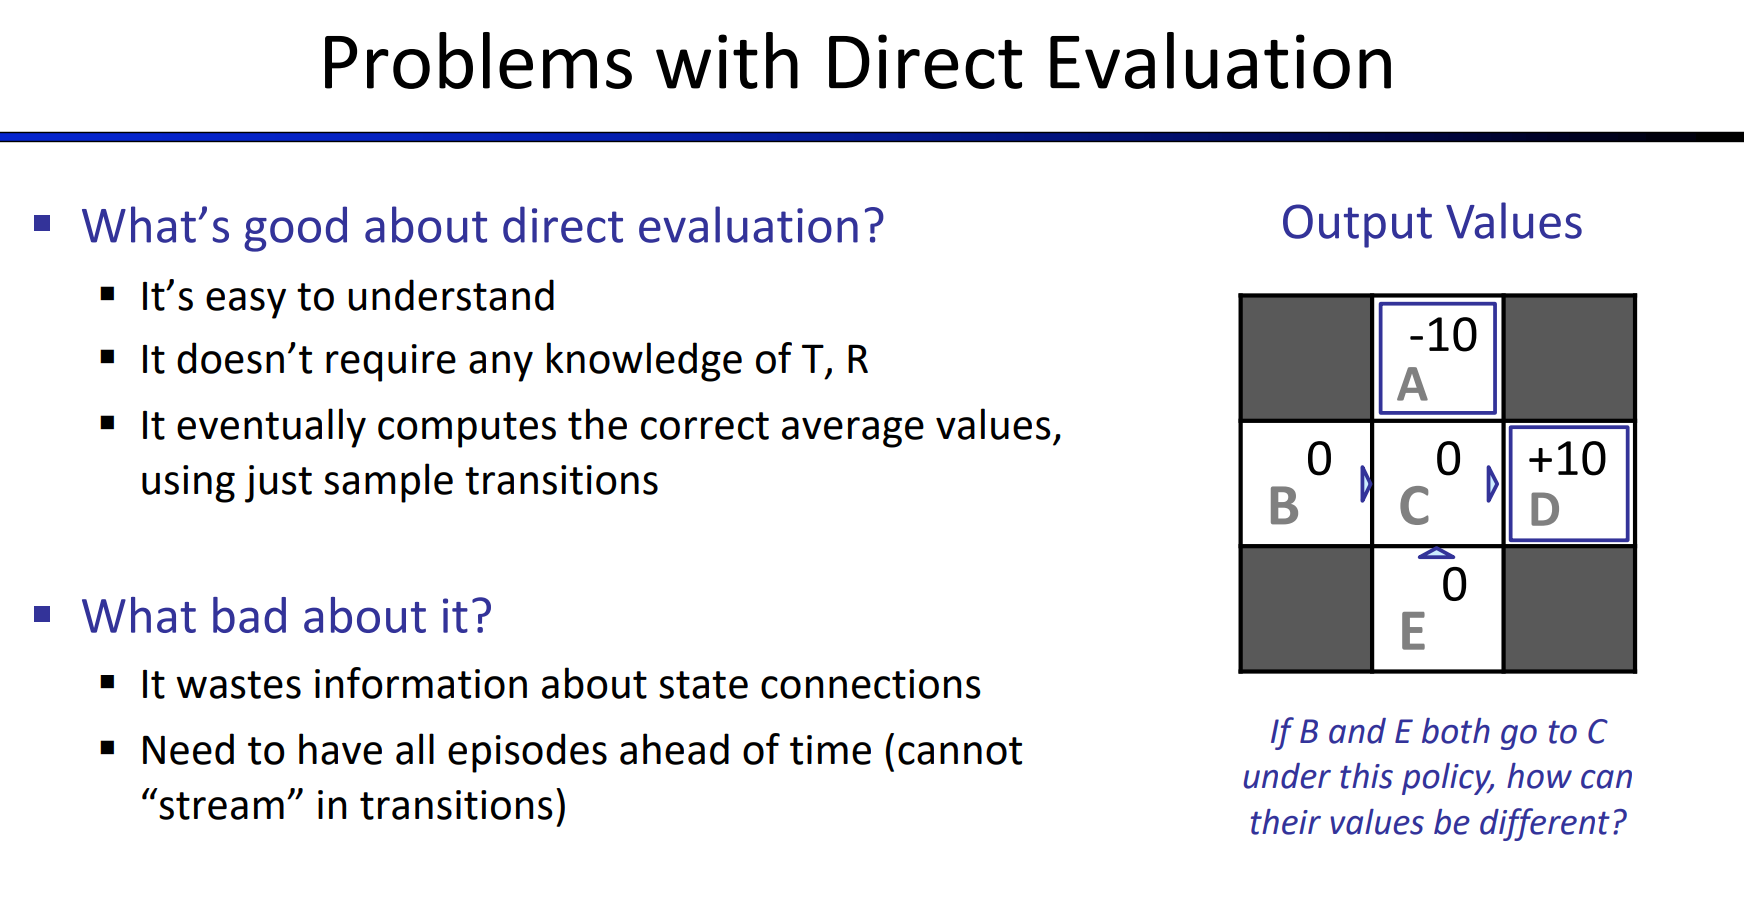 Problems with Direct Evaluation
What’s good about direct evaluation?
It’s easy to understand
It doesn’t require any knowledge of T, R
It eventually computes the correct average values,
using just sample transitions
What bad about it?
It wastes information about state connections
Need to have all episodes ahead of time (cannot
“stream” in transitions)
Output Values
-10
A
0
B
0
C
+10
D
0
E
If B and E both go to C
under this policy, how can
their values be different?